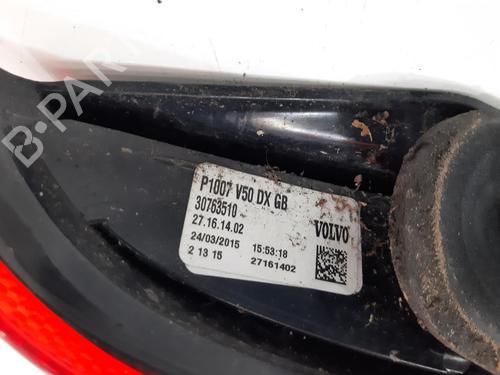 B-PARTS
P1007 V50 DX GB
30763510
27.16.14.02
VOLVO
24/03/2015 15:53:18
2 13 15 27161402